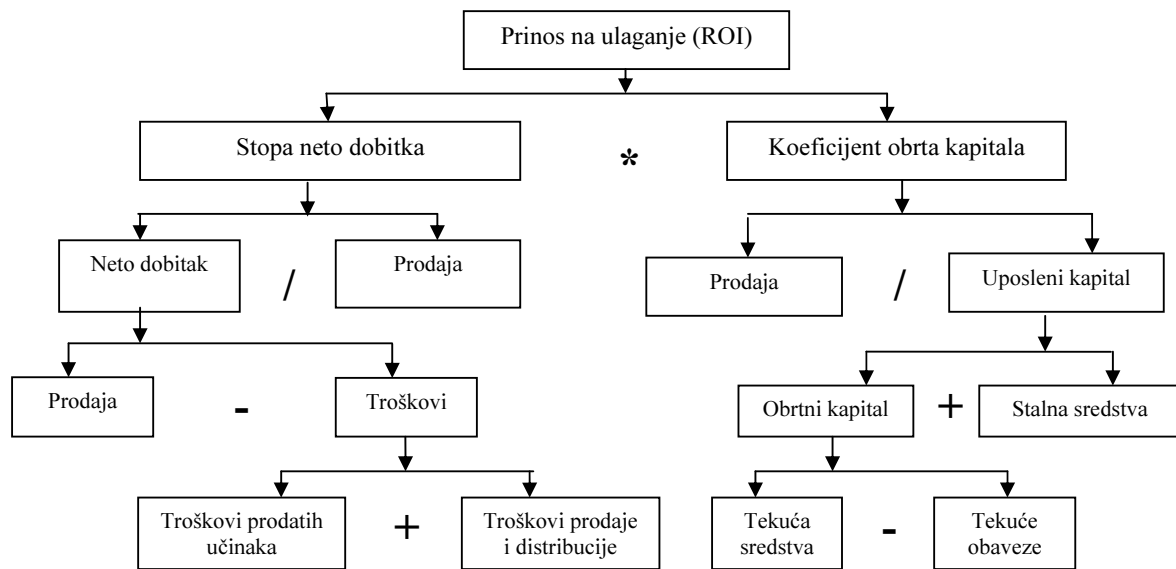 Prinos na ulaganje (ROI)
Stopa neto dobitka
*
Koeficijent obrta kapitala
Neto dobitak
/
Prodaja
Prodaja
/
Uposleni kapital
Prodaja
-
Troškovi
Obrtni kapital
+
Stalna sredstva
Troškovi prodatih
učinaka
+
Troškovi prodaje
i distribucije
Tekuća
sredstva
-
Tekuće
obaveze